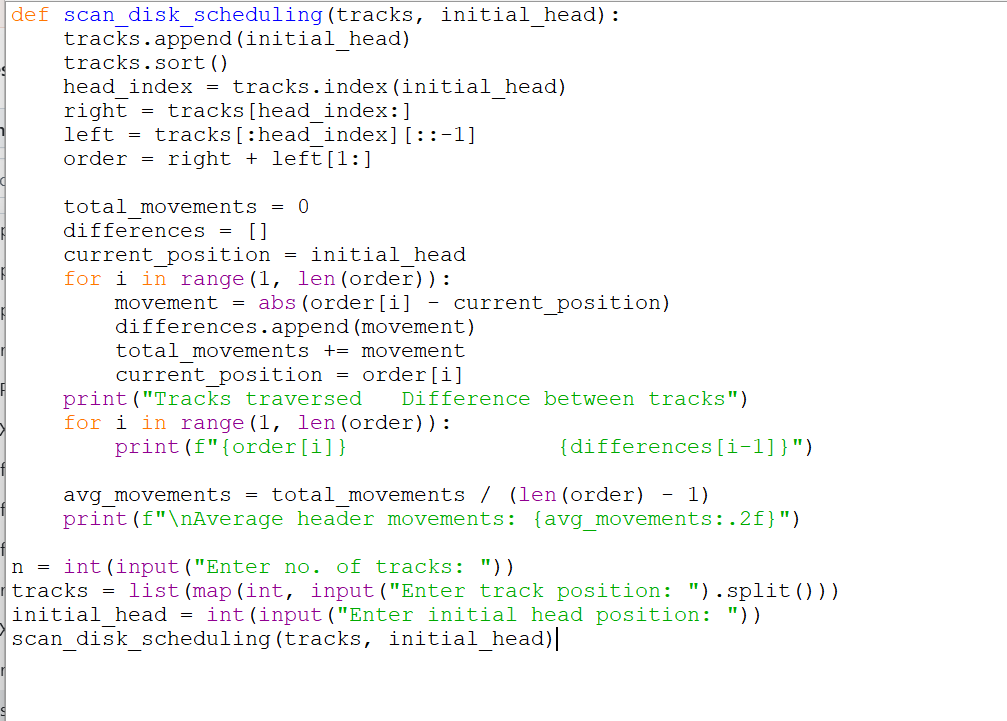 def scan_disk_scheduling(tracks, initial_head):
    tracks.append(initial_head)
    tracks.sort()
    head_index = tracks.index(initial_head)
    right = tracks[head_index:]
    left = tracks[:head_index][::-1]
    order = right + left[1:]

    total_movements = 0
    differences = []
    current_position = initial_head
    for i in range(1, len(order)):
        movement = abs(order[i] - current_position)
        differences.append(movement)
        total_movements += movement
        current_position = order[i]
    print("Tracks traversed   Difference between tracks")
    for i in range(1, len(order)):
        print(f"{order[i]}                {differences[i-1]}")

    avg_movements = total_movements / (len(order) - 1)
    print(f"\nAverage header movements: {avg_movements:.2f}")

n = int(input("Enter no. of tracks: "))
tracks = list(map(int, input("Enter track position: ").split()))
initial_head = int(input("Enter initial head position: "))
scan_disk_scheduling(tracks, initial_head)